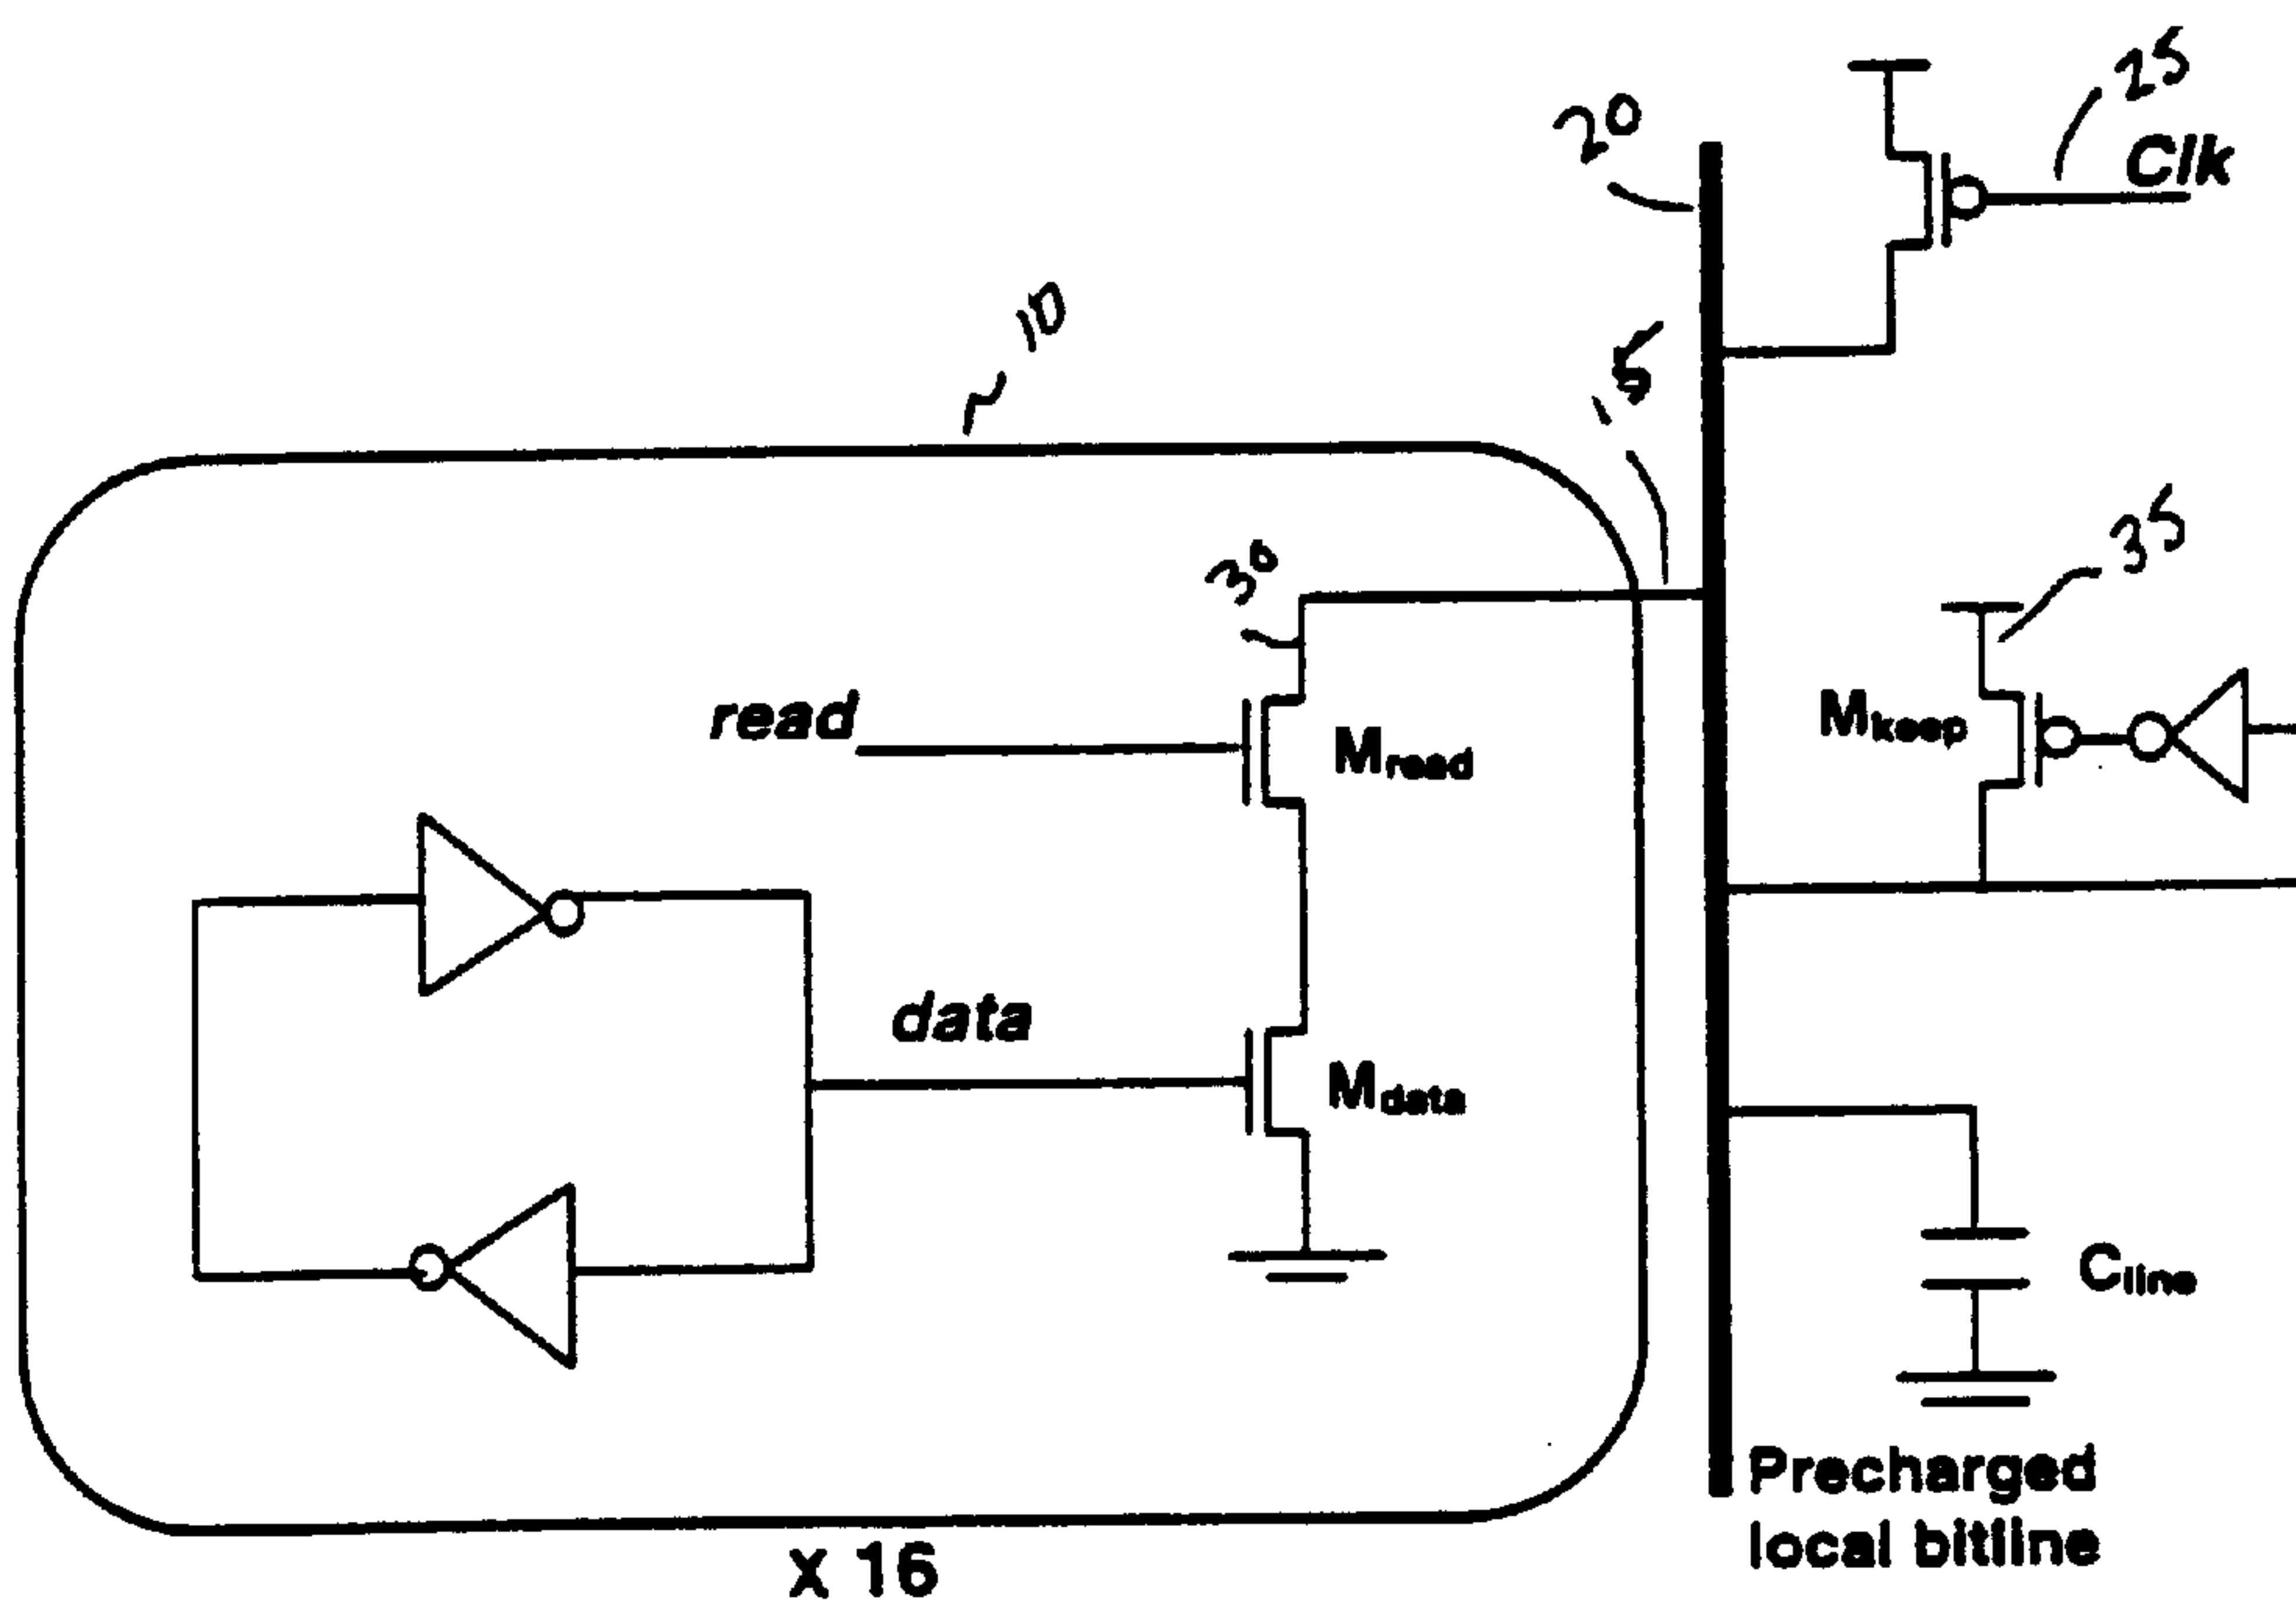 25
20
Clk
10
15
35
30
read
Mread
Mkeep
data
Mdata
Cline
Precharged
local bitline
X 16